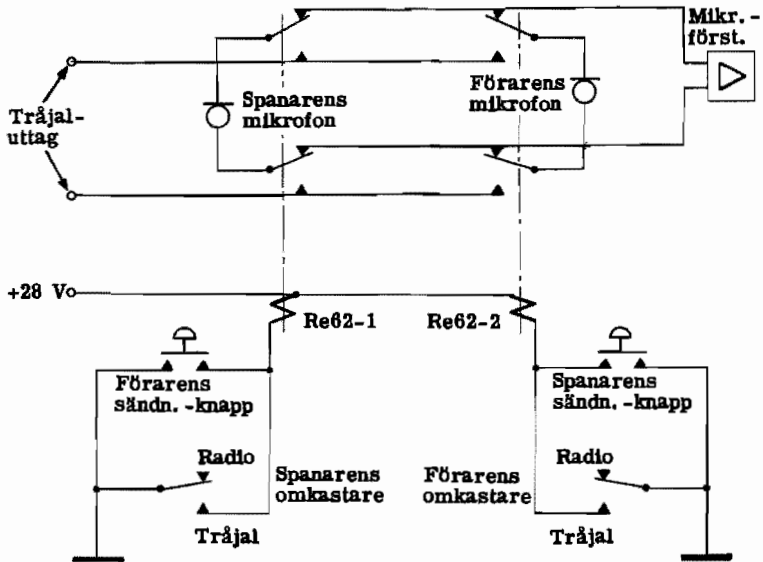 Mikr.-
först.
Spanarens
mikrofon
Förarens
mikrofon
Tråjal-
uttag
+28 V
Re62-1
Re62-2
Förarens
sändn.-knapp
Spanarens
sändn.-knapp
Radio
Spanarens
omkastare
Förarens
omkastare
Radio
Tråjal
Tråjal